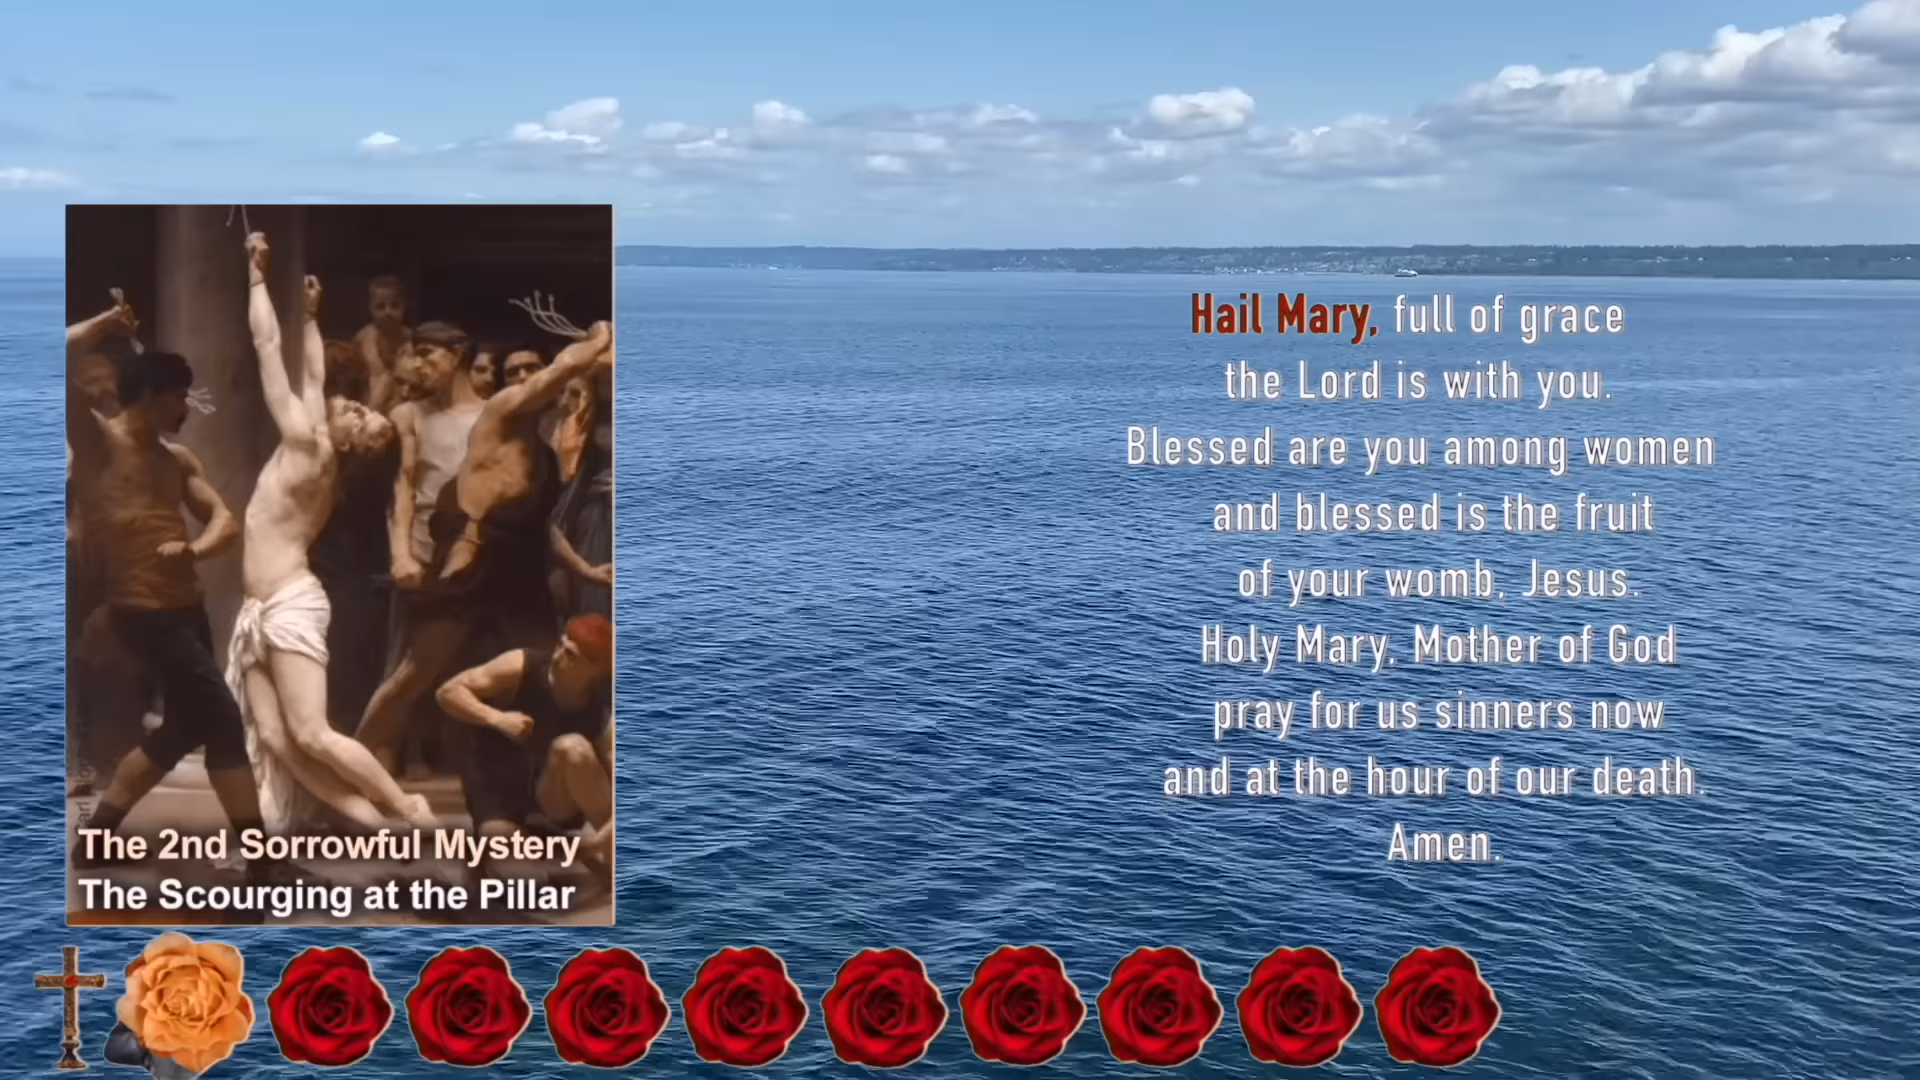 Hail Mary, full of grace
the Lord is with you.
Blessed are you among women
and blessed is the fruit
of your womb, Jesus.
Holy Mary, Mother of God
pray for us sinners now
and at the hour of our death.
Amen.
The 2nd Sorrowful Mystery
The Scourging at the Pillar